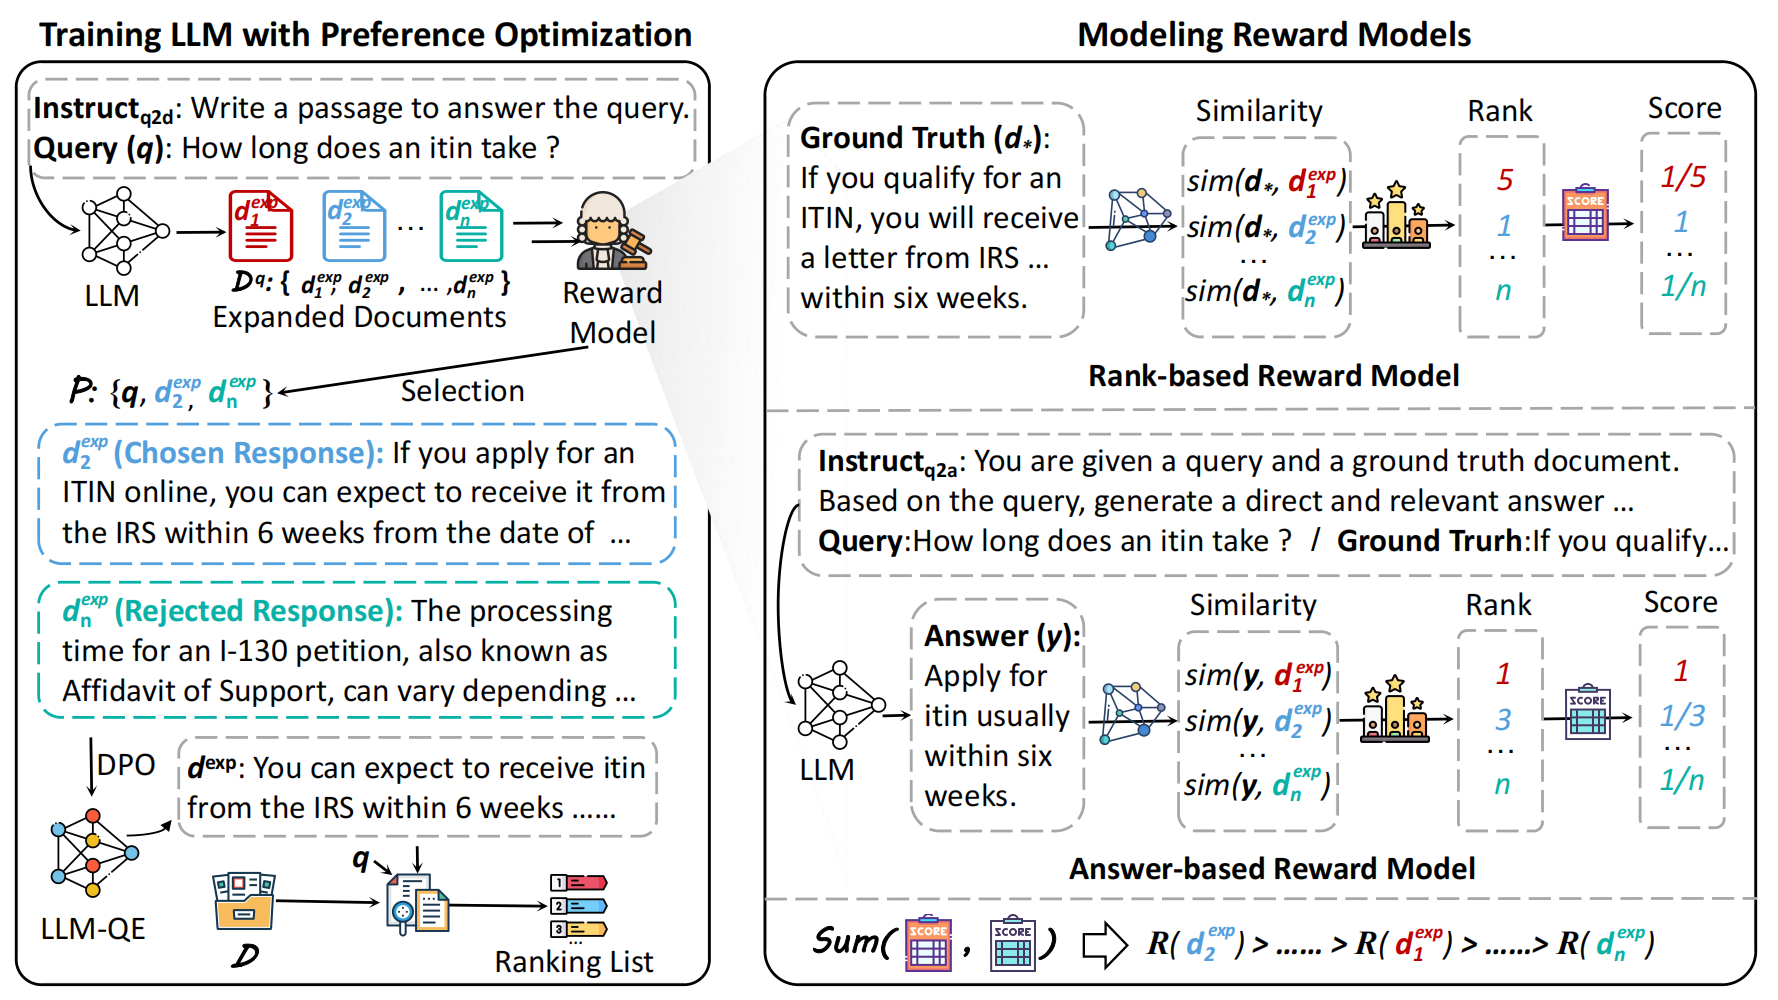 Training LLM with Preference Optimization
Instruct_q2d: Write a passage to answer the query.
Query (q): How long does an itin take ?
d_1^exp d_2^exp ... d_n^exp
LLM
𝒟^q: { d_1^exp, d_2^exp , ... ,d_n^exp }
Expanded Documents
Reward
Model
Selection
𝒫: {q, d_2^exp, d_n^exp }
d_2^exp (Chosen Response): If you apply for an
ITIN online, you can expect to receive it from
the IRS within 6 weeks from the date of ...
d_n^exp (Rejected Response): The processing
time for an I-130 petition, also known as
Affidavit of Support, can vary depending ...
DPO
d^exp: You can expect to receive itin
from the IRS within 6 weeks ......
LLM-QE
q
𝒟
1
2
3
...
Ranking List
Modeling Reward Models
Ground Truth (d_*):
If you qualify for an
ITIN, you will receive
a letter from IRS ...
within six weeks.
Similarity
sim(d_*, d_1^exp)
sim(d_*, d_2^exp)
...
sim(d_*, d_n^exp)
Rank
5
1
...
n
SCORE
Score
1/5
1
...
1/n
Rank-based Reward Model
Instruct_q2a: You are given a query and a ground truth document.
Based on the query, generate a direct and relevant answer ...
Query:How long does an itin take ? / Ground Trurh:If you qualify...
LLM
Answer (y):
Apply for
itin usually
within six
weeks.
Similarity
sim(y, d_1^exp)
sim(y, d_2^exp)
...
sim(y, d_n^exp)
Rank
1
3
...
n
SCORE
Score
1
1/3
...
1/n
Answer-based Reward Model
Sum( SCORE , SCORE ) R( d_2^exp) > ...... > R( d_1^exp) > ......> R( d_n^exp)